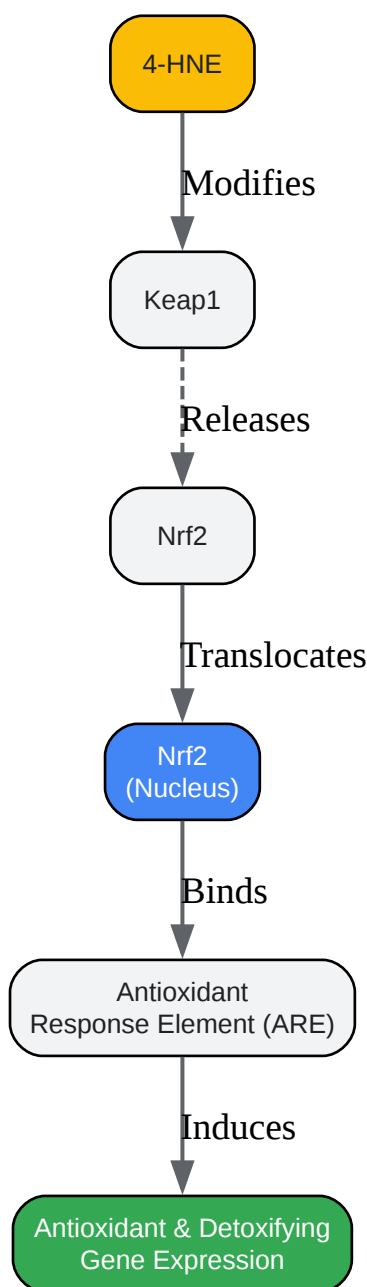 4-HNE
Modifies
Keap1
Releases
Nrf2
Translocates
Nrf2
(Nucleus)
Binds
Antioxidant
Response Element (ARE)
Induces
Antioxidant & Detoxifying
Gene Expression